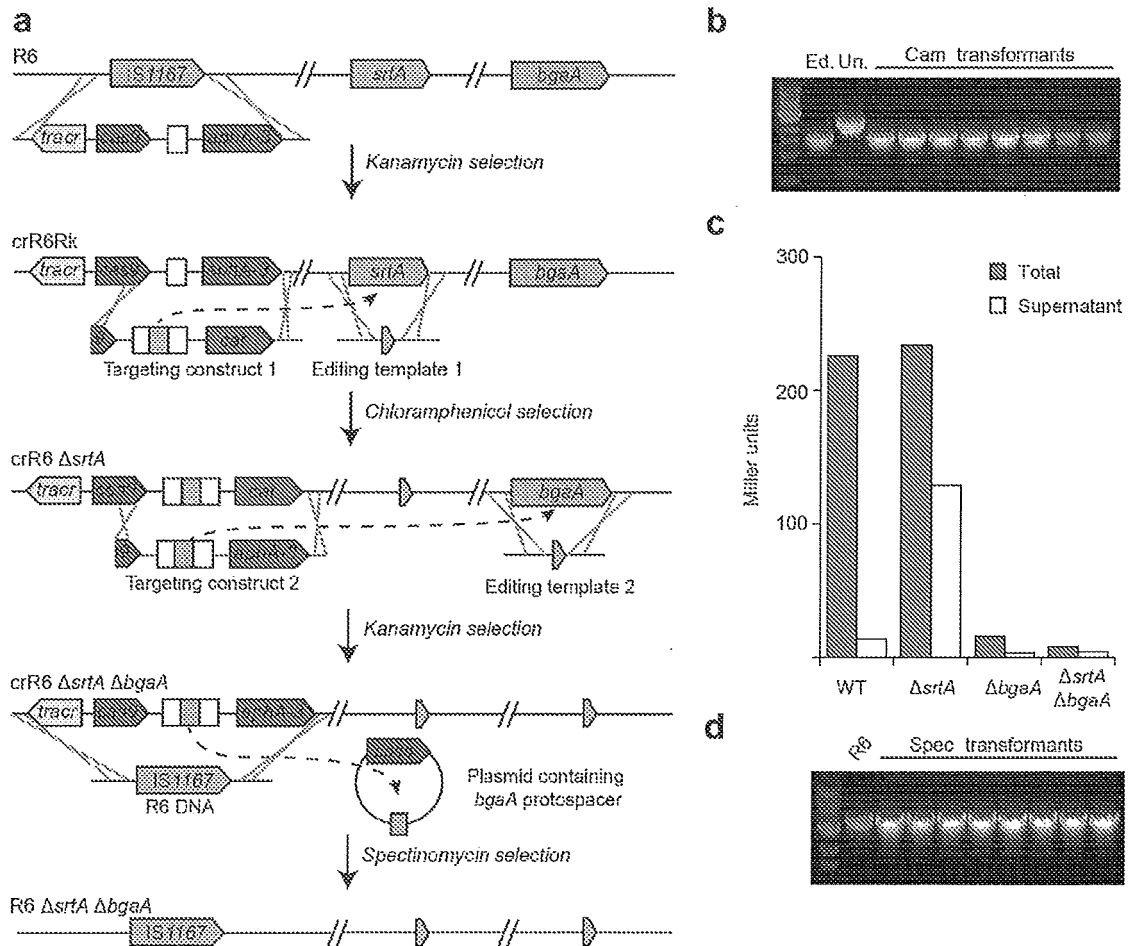 a
R6
IS1167
srtA
bgaA
tracr
Kanamycin selection
crR6Rk
tracr
srtA
bgaA
Targeting construct 1
Editing template 1
Chloramphenicol selection
crR6 ΔsrtA
tracr
bgaA
Targeting construct 2
Editing template 2
Kanamycin selection
crR6 ΔsrtA ΔbgaA
tracr
IS1167
R6 DNA
Plasmid containing
bgaA protospacer
Spectinomycin selection
R6 ΔsrtA ΔbgaA
IS1167
b
Ed. Un. Cam transformants
c
300
200
100
Miller units
Total
Supernatant
WT
ΔsrtA
ΔbgaA
ΔsrtA
ΔbgaA
d
R6 Spec transformants